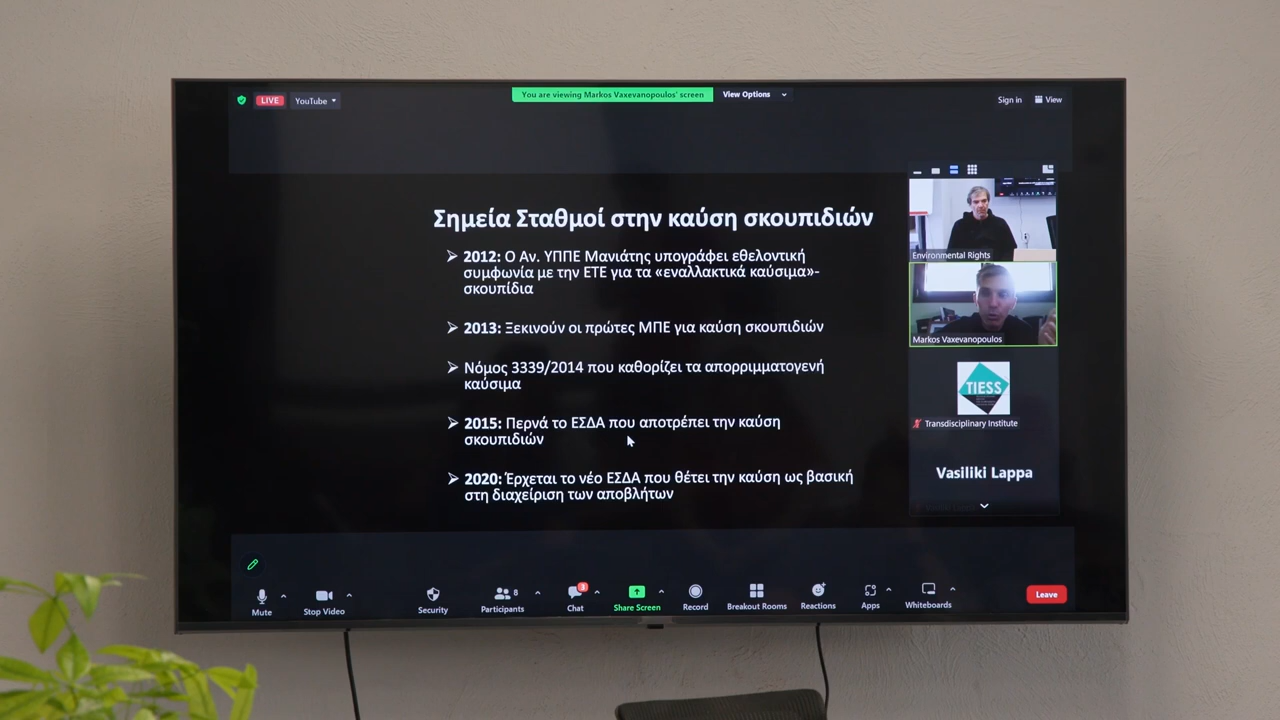 LIVE
YouTube
You are viewing Markos Vaxevanopoulos' screen
View Options
Sign in
View
Σημεία Σταθμοί στην καύση σκουπιδιών
➢ 2012: Ο Αν. ΥΠΠΕ Μανιάτης υπογράφει εθελοντική
συμφωνία με την ΕΤΕ για τα «εναλλακτικά καύσιμα»-
σκουπίδια
➢ 2013: Ξεκινούν οι πρώτες ΜΠΕ για καύση σκουπιδιών
➢ Νόμος 3339/2014 που καθορίζει τα απορριμματογενή
καύσιμα
➢ 2015: Περνά το ΕΣΔΑ που αποτρέπει την καύση
σκουπιδιών
➢ 2020: Έρχεται το νέο ΕΣΔΑ που θέτει την καύση ως βασική
στη διαχείριση των αποβλήτων
Environmental Rights
Markos Vaxevanopoulos
TIESS
Transdisciplinary Institute
Vasiliki Lappa
Mute
Stop Video
Security
Participants
8
Chat
3
Share Screen
Record
Breakout Rooms
Reactions
Apps
Whiteboards
Leave